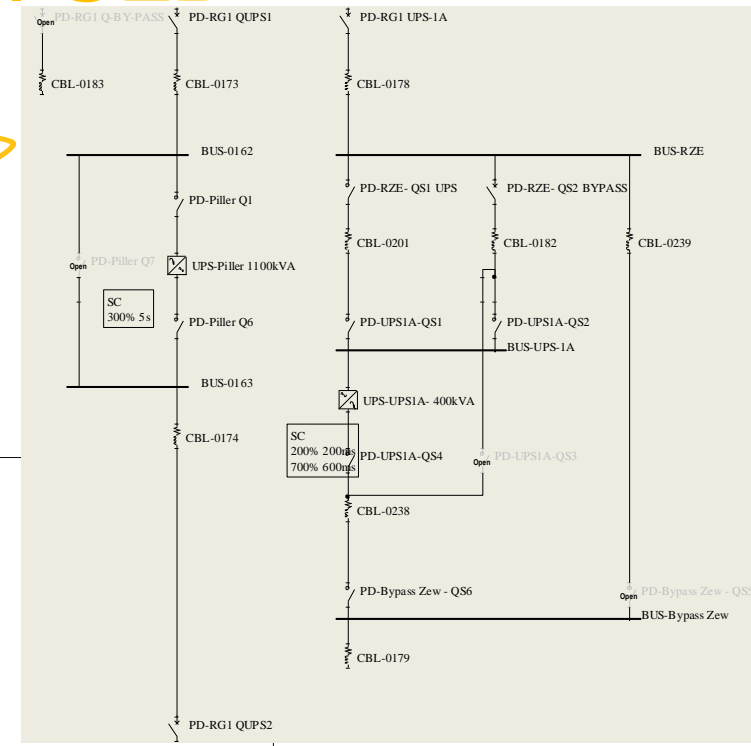 Open PD-RG1 Q-BY-PASS
PD-RG1 QUPS1
PD-RG1 UPS-1A
CBL-0183
CBL-0173
CBL-0178
BUS-0162
BUS-RZE
PD-Piller Q1
PD-RZE- QS1 UPS
PD-RZE- QS2 BYPASS
CBL-0201
CBL-0182
CBL-0239
Open PD-Piller Q7
UPS-Piller 1100kVA
SC
300% 5s
PD-Piller Q6
PD-UPS1A-QS1
PD-UPS1A-QS2
BUS-UPS-1A
BUS-0163
UPS-UPS1A- 400kVA
CBL-0174
SC
200% 200ms
700% 600ms
PD-UPS1A-QS4
Open PD-UPS1A-QS3
CBL-0238
PD-Bypass Zew - QS6
Open PD-Bypass Zew - QS5
BUS-Bypass Zew
CBL-0179
PD-RG1 QUPS2